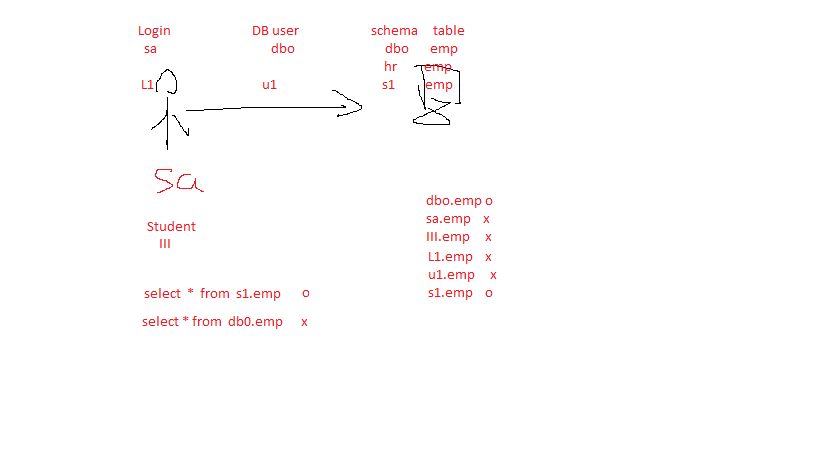 Login DB user schema table
sa dbo dbo emp
hr emp
L1 u1 s1 emp
sa
dbo.emp o
sa.emp x
Student III.emp x
III L1.emp x
u1.emp x
select * from s1.emp o s1.emp o
select * from db0.emp x